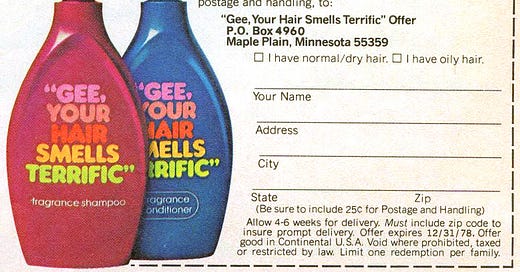 postage and handling, to:
"Gee, Your Hair Smells Terrific" Offer
P.O. Box 4960
Maple Plain, Minnesota 55359
☐ I have normal/dry hair. ☐ I have oily hair.
Your Name
Address
City
State Zip
(Be sure to include 25¢ for Postage and Handling)
Allow 4-6 weeks for delivery. Must include zip code to
insure prompt delivery. Offer expires 12/31/78. Offer
good in Continental U.S.A. Void where prohibited, taxed
or restricted by law. Limit one redemption per family.
"GEE,
YOUR
HAIR
SMELLS
TERRIFIC"
fragrance shampoo
"GEE,
YOUR
HAIR
MELLS
RRIFIC"
fragrance
conditioner